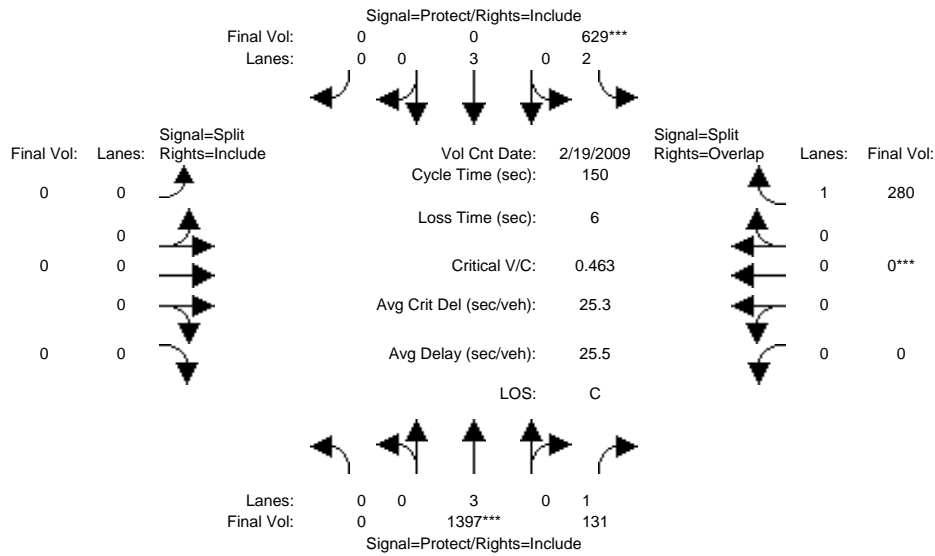 Signal=Protect/Rights=Include
Final Vol: 0 0 629***
Lanes: 0 0 3 0 2
Signal=Split
Final Vol: Lanes: Rights=Include
Vol Cnt Date: 2/19/2009
Signal=Split
Rights=Overlap Lanes: Final Vol:
Cycle Time (sec): 150
0 0 1 280
Loss Time (sec): 6
0 0
0 0 Critical V/C: 0.463 0 0***
0 Avg Crit Del (sec/veh): 25.3 0
0 0 Avg Delay (sec/veh): 25.5 0 0
LOS: C
Lanes: 0 0 3 0 1
Final Vol: 0 1397*** 131
Signal=Protect/Rights=Include